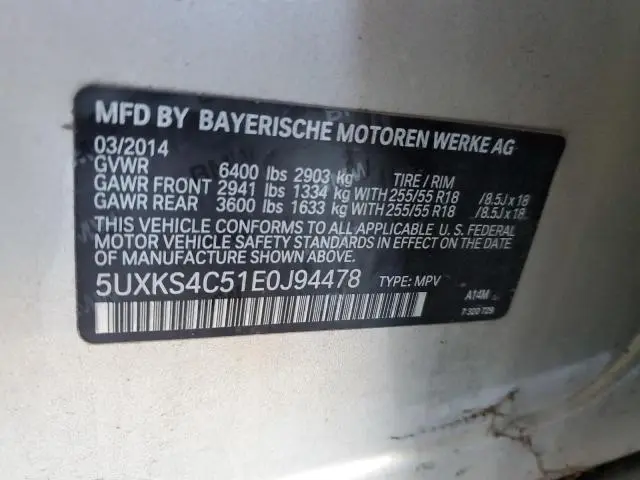 MFD BY BAYERISCHE MOTOREN WERKE AG
03/2014
GVWR 6400 lbs 2903 kg TIRE / RIM
GAWR FRONT 2941 lbs 1334 kg WITH 255/55 R18 /8.5J x 18
GAWR REAR 3600 lbs 1633 kg WITH 255/55 R18 /8.5J x 18
THIS VEHICLE CONFORMS TO ALL APPLICABLE U. S. FEDERAL
MOTOR VEHICLE SAFETY STANDARDS IN EFFECT ON THE DATE OF
MANUFACTURE SHOWN ABOVE.
5UXKS4C51E0J94478 TYPE: MPV
A14M